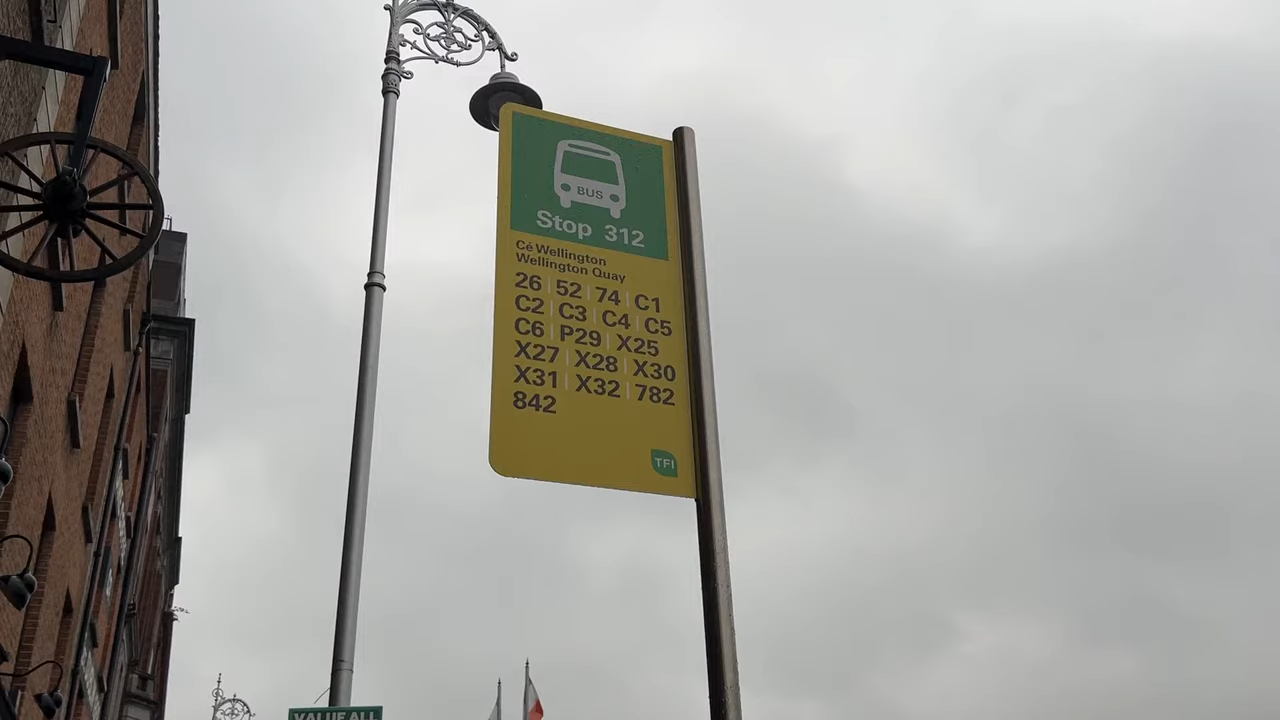 BUS
Stop 312
Cé Wellington
Wellington Quay
26 | 52 | 74 | C1
C2 | C3 | C4 | C5
C6 | P29 | X25
X27 | X28 | X30
X31 | X32 | 782
842
TFI
VALUE ALL